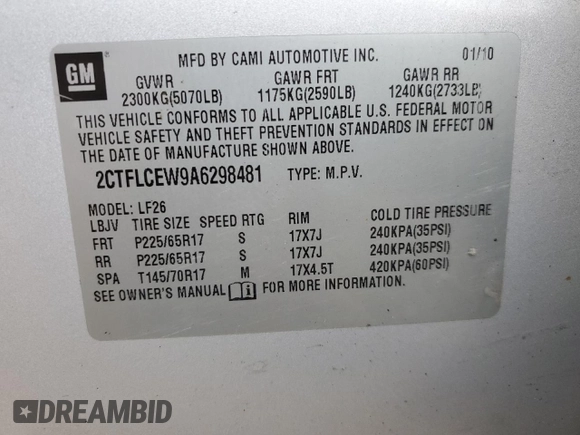 GM
MFD BY CAMI AUTOMOTIVE INC. 01/10
GVWR GAWR FRT GAWR RR
2300KG(5070LB) 1175KG(2590LB) 1240KG(2733LB)
THIS VEHICLE CONFORMS TO ALL APPLICABLE U.S. FEDERAL MOTOR
VEHICLE SAFETY AND THEFT PREVENTION STANDARDS IN EFFECT ON
THE DATE OF MANUFACTURE SHOWN ABOVE.
2CTFLCEW9A6298481 TYPE: M.P.V.
MODEL: LF26
LBJV TIRE SIZE SPEED RTG RIM COLD TIRE PRESSURE
FRT P225/65R17 S 17X7J 240KPA(35PSI)
RR P225/65R17 S 17X7J 240KPA(35PSI)
SPA T145/70R17 M 17X4.5T 420KPA(60PSI)
SEE OWNER'S MANUAL FOR MORE INFORMATION.
DREAMBID